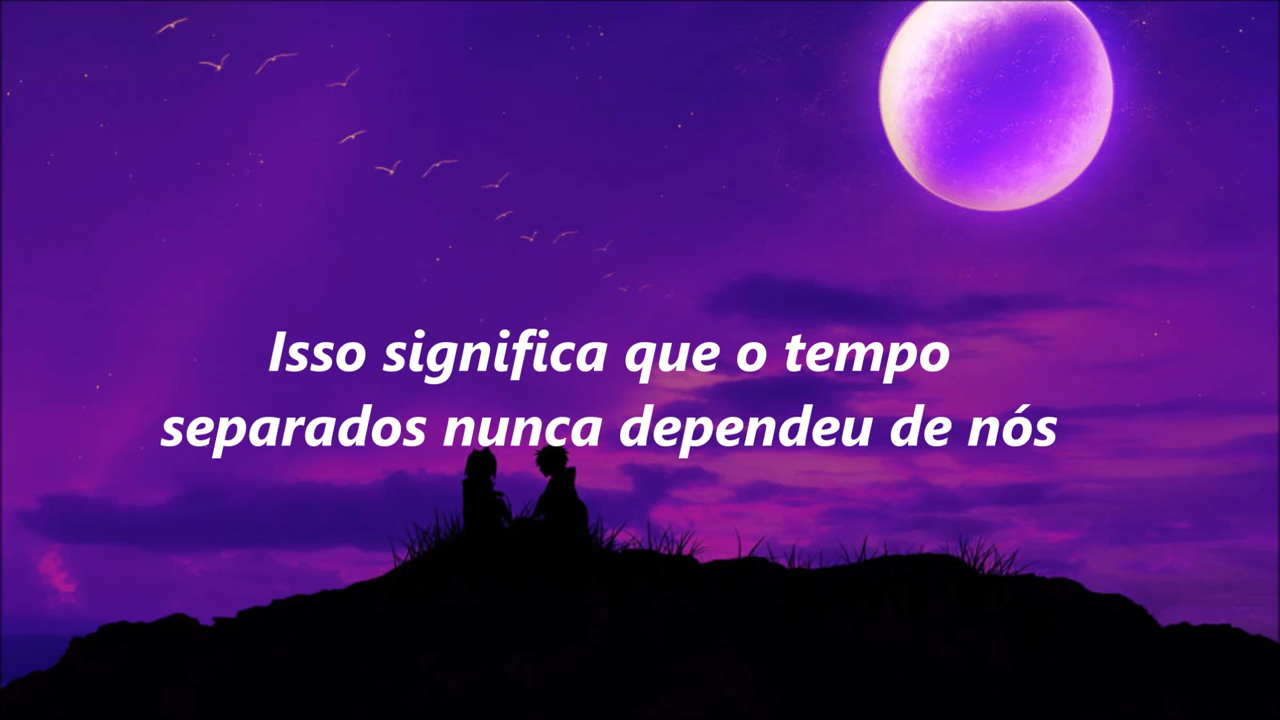 Isso significa que o tempo
separados nunca dependeu de nós